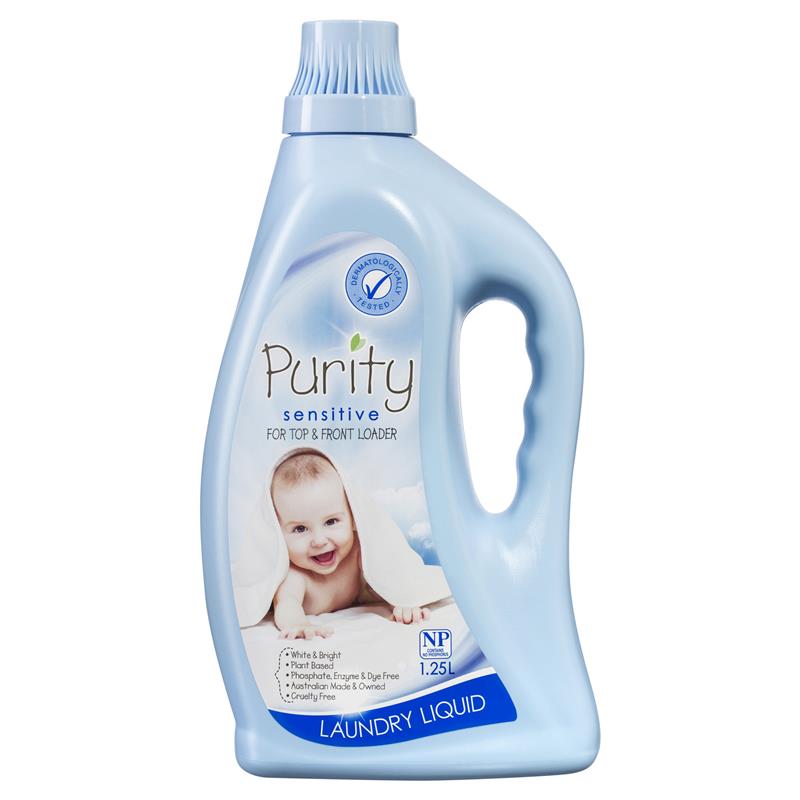 DERMATOLOGICALLY
• TESTED •
Purity
sensitive
FOR TOP & FRONT LOADER
NP
CONTAINS
NO PHOSPHORUS
1.25L
• White & Bright
• Plant Based
• Phosphate, Enzyme & Dye Free
• Australian Made & Owned
• Cruelty Free
LAUNDRY LIQUID